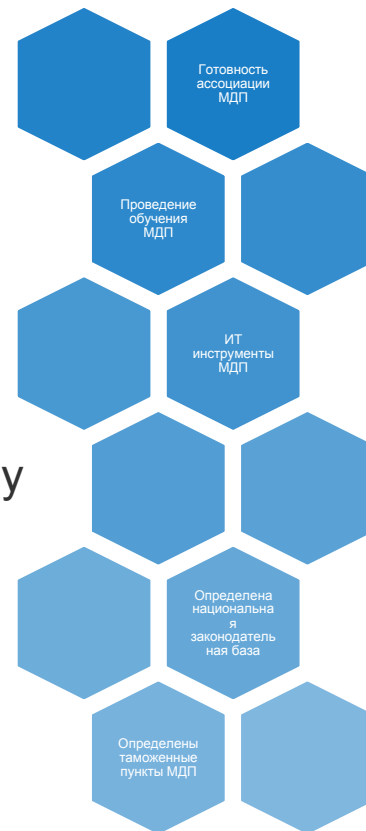 Готовность
ассоциации
МДП
Проведение
обучения
МДП
ИТ
инструменты
МДП
у
Определена
национальна
я
законодатель
ная база
Определены
таможенные
пункты МДП